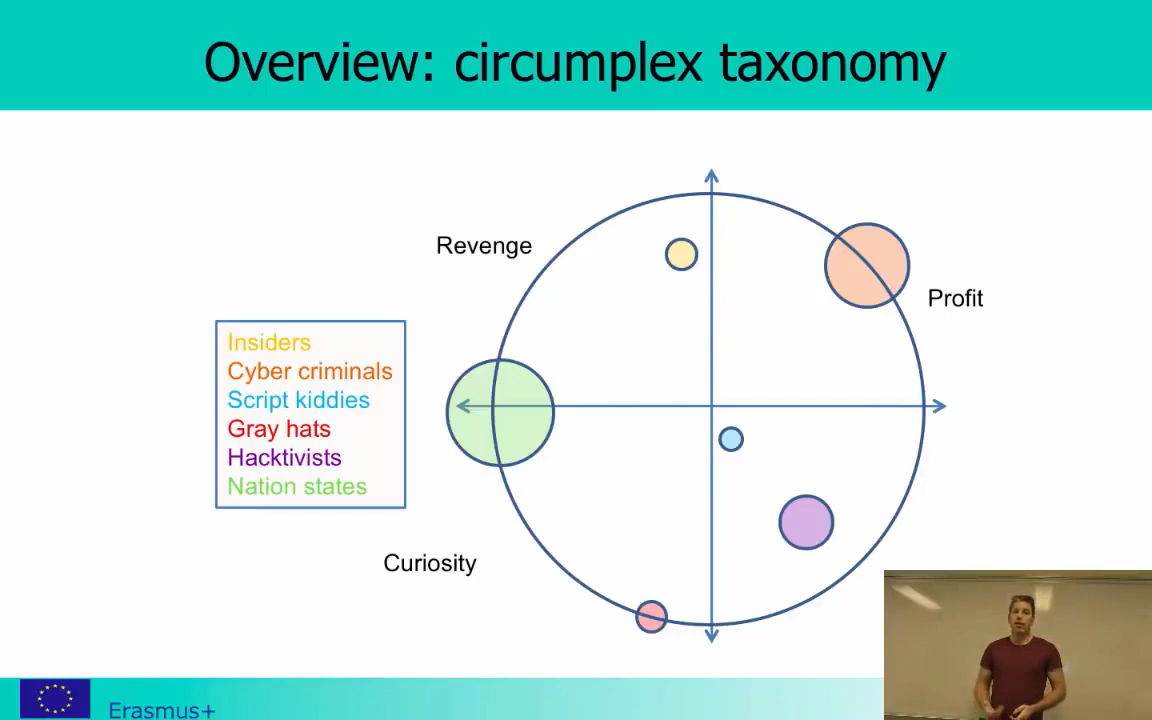 Overview: circumplex taxonomy
Revenge
Profit
Insiders
Cyber criminals
Script kiddies
Gray hats
Hacktivists
Nation states
Curiosity
Erasmus+